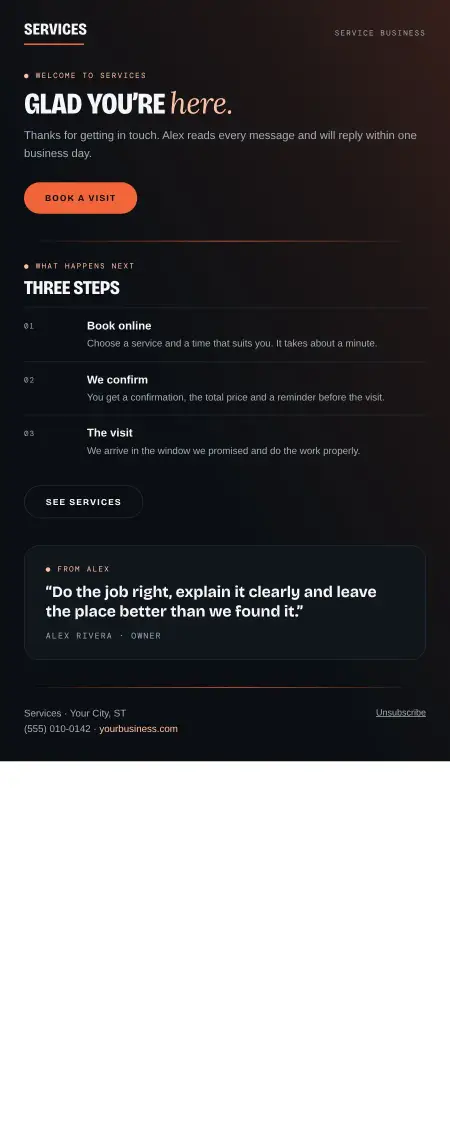 SERVICES
SERVICE BUSINESS
WELCOME TO SERVICES
GLAD YOU'RE here.
Thanks for getting in touch. Alex reads every message and will reply within one
business day.
BOOK A VISIT
WHAT HAPPENS NEXT
THREE STEPS
01
Book online
Choose a service and a time that suits you. It takes about a minute.
02
We confirm
You get a confirmation, the total price and a reminder before the visit.
03
The visit
We arrive in the window we promised and do the work properly.
SEE SERVICES
FROM ALEX
“Do the job right, explain it clearly and leave
the place better than we found it.”
ALEX RIVERA · OWNER
Services · Your City, ST
Unsubscribe
(555) 010-0142 · yourbusiness.com